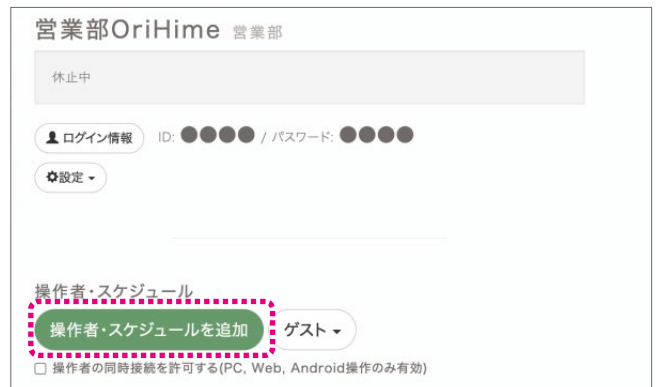 営業部OriHime 営業部
休止中
ログイン情報 ID: ●●●● / パスワード: ●●●●
設定
操作者・スケジュール
操作者・スケジュールを追加 ゲスト
操作者の同時接続を許可する(PC, Web, Android操作のみ有効)